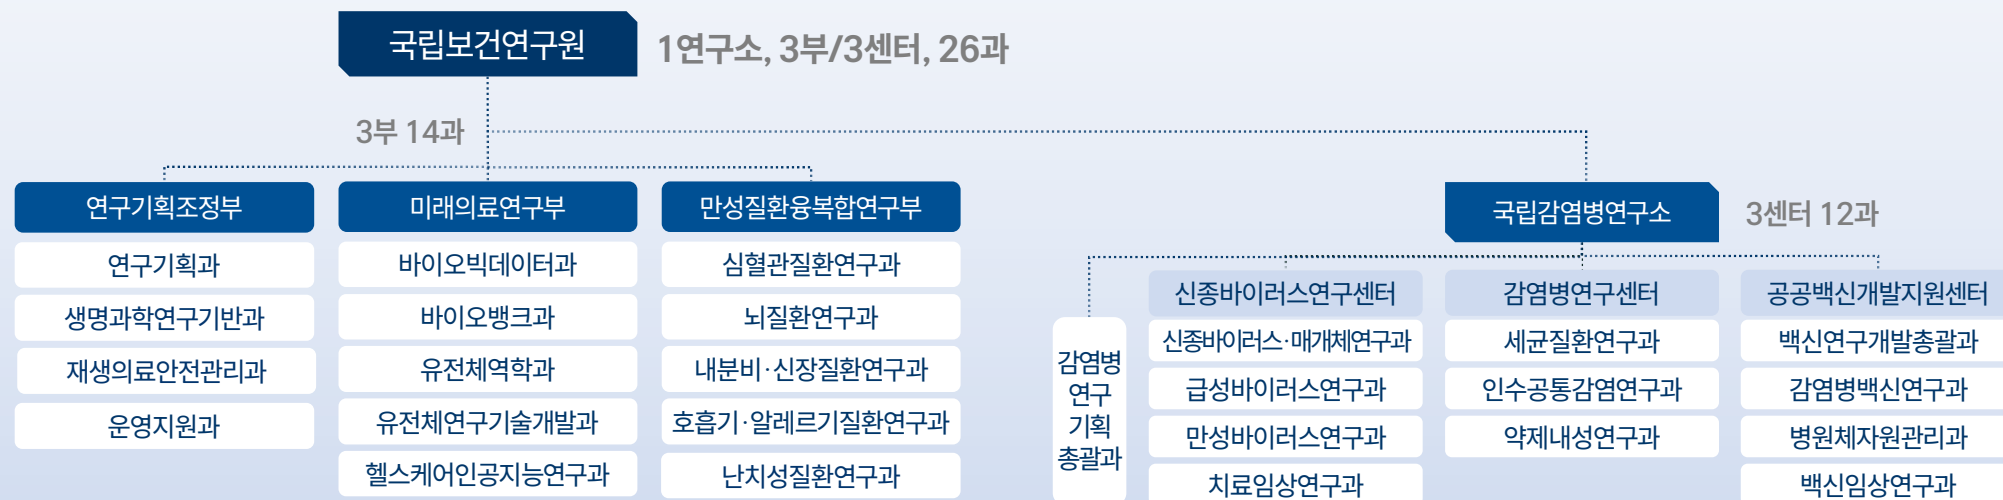 국립보건연구원
1연구소, 3부/3센터, 26과
3부 14과
연구기획조정부
연구기획과
생명과학연구기반과
재생의료안전관리과
운영지원과
미래의료연구부
바이오빅데이터과
바이오뱅크과
유전체역학과
유전체연구기술개발과
헬스케어인공지능연구과
만성질환융복합연구부
심혈관질환연구과
뇌질환연구과
내분비·신장질환연구과
호흡기·알레르기질환연구과
난치성질환연구과
국립감염병연구소
3센터 12과
감염병
연구
기획
총괄과
신종바이러스연구센터
신종바이러스·매개체연구과
급성바이러스연구과
만성바이러스연구과
치료임상연구과
감염병연구센터
세균질환연구과
인수공통감염연구과
약제내성연구과
공공백신개발지원센터
백신연구개발총괄과
감염병백신연구과
병원체자원관리과
백신임상연구과